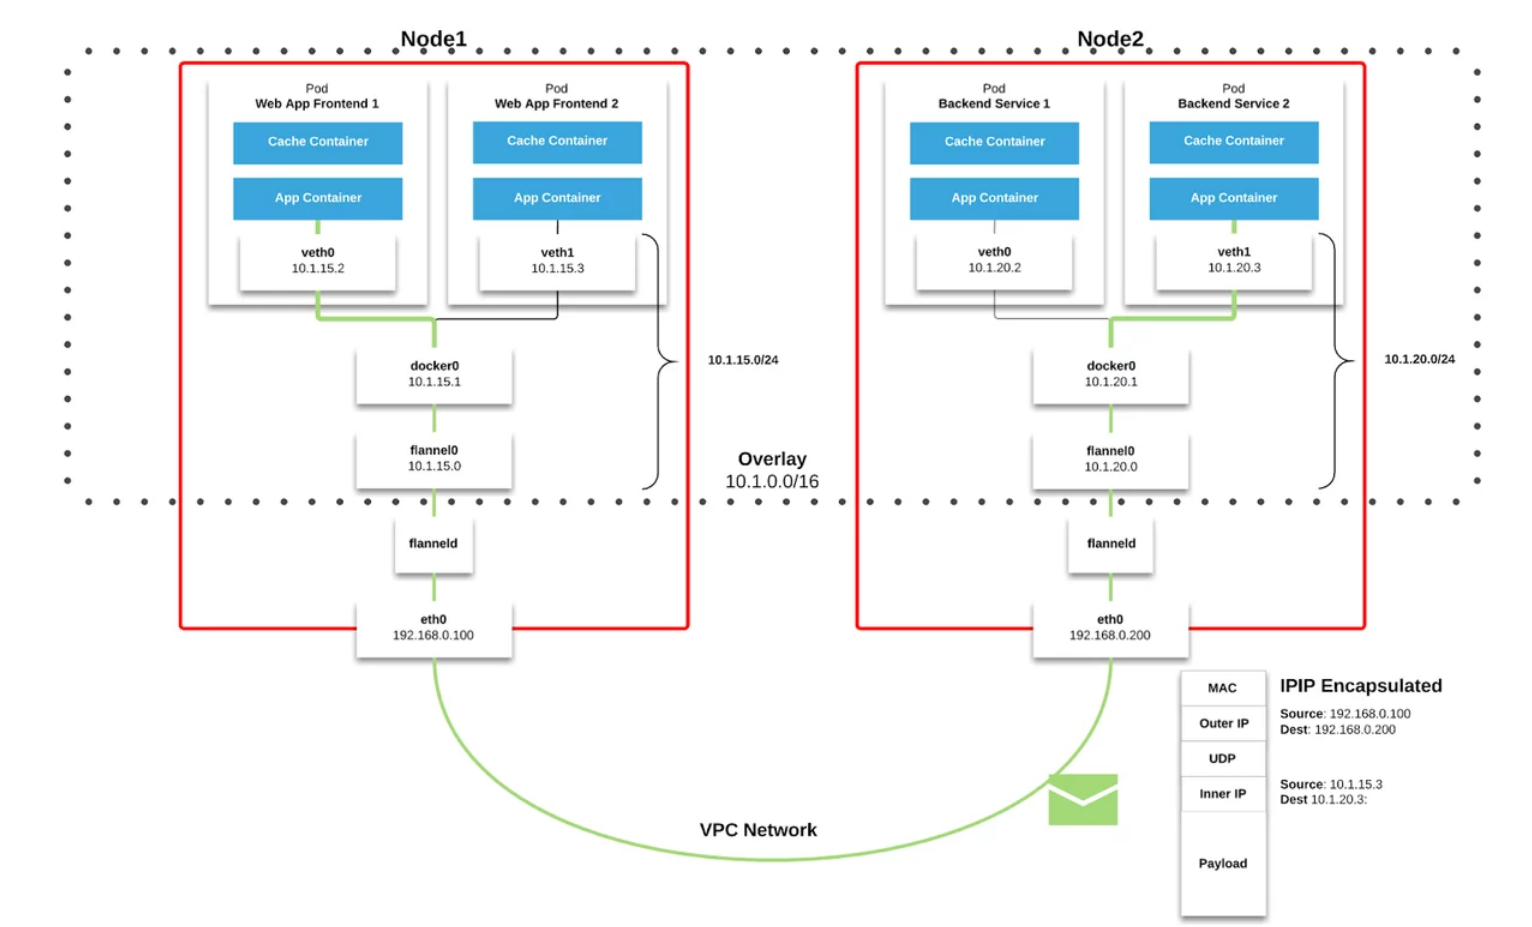 Node1
Node2
Pod
Web App Frontend 1
Cache Container
App Container
veth0
10.1.15.2
Pod
Web App Frontend 2
Cache Container
App Container
veth1
10.1.15.3
docker0
10.1.15.1
flannel0
10.1.15.0
10.1.15.0/24
flanneld
eth0
192.168.0.100
Overlay
10.1.0.0/16
Pod
Backend Service 1
Cache Container
App Container
veth0
10.1.20.2
Pod
Backend Service 2
Cache Container
App Container
veth1
10.1.20.3
docker0
10.1.20.1
flannel0
10.1.20.0
10.1.20.0/24
flanneld
eth0
192.168.0.200
VPC Network
MAC
Outer IP
UDP
Inner IP
Payload
IPIP Encapsulated
Source: 192.168.0.100
Dest: 192.168.0.200
Source: 10.1.15.3
Dest 10.1.20.3: